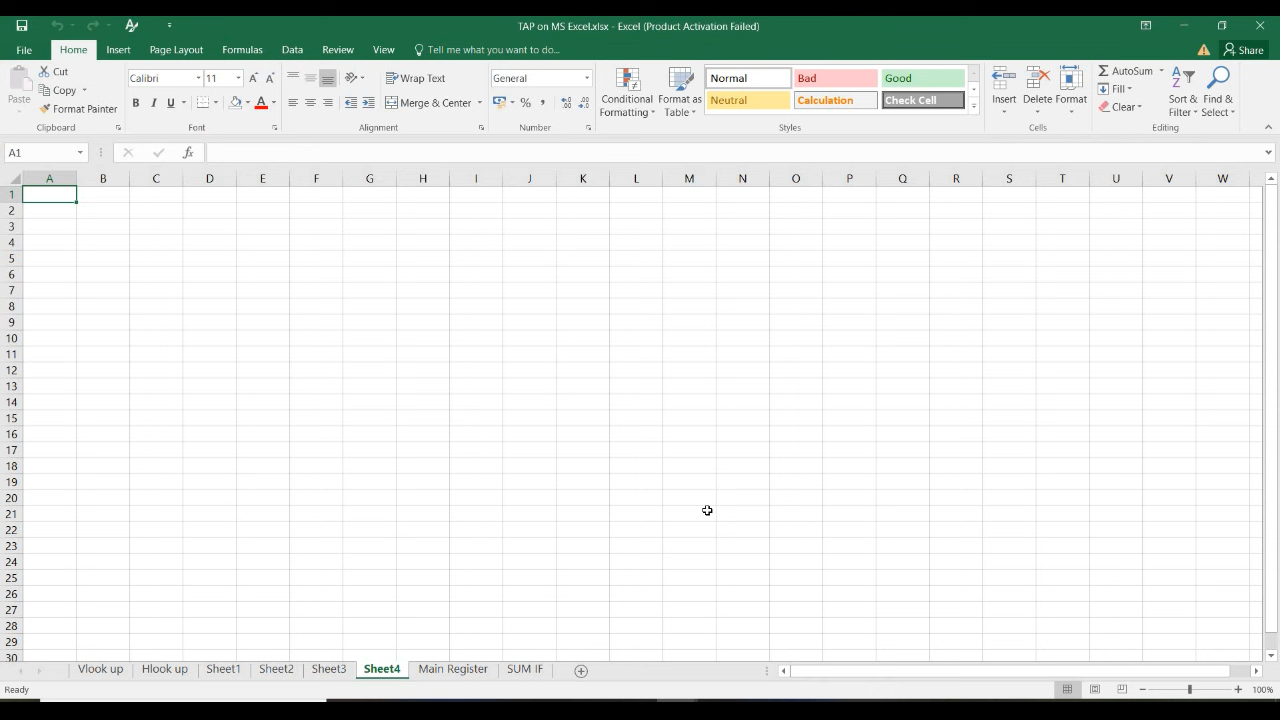 TAP on MS Excel.xlsx - Excel (Product Activation Failed)
File Home Insert Page Layout Formulas Data Review View Tell me what you want to do... Share
Paste
Cut
Copy
Format Painter
Clipboard
Calibri 11
B I U
Font
Wrap Text
Merge & Center
Alignment
General
%
Number
Conditional
Formatting
Format as
Table
Normal Bad Good
Neutral Calculation Check Cell
Styles
Insert Delete Format
Cells
AutoSum
Fill
Clear
Sort &
Filter
Find &
Select
Editing
A1 fx
A B C D E F G H I J K L M N O P Q R S T U V W
1
2
3
4
5
6
7
8
9
10
11
12
13
14
15
16
17
18
19
20
21
22
23
24
25
26
27
28
29
30
Vlook up Hlook up Sheet1 Sheet2 Sheet3 Sheet4 Main Register SUM IF
Ready 100%